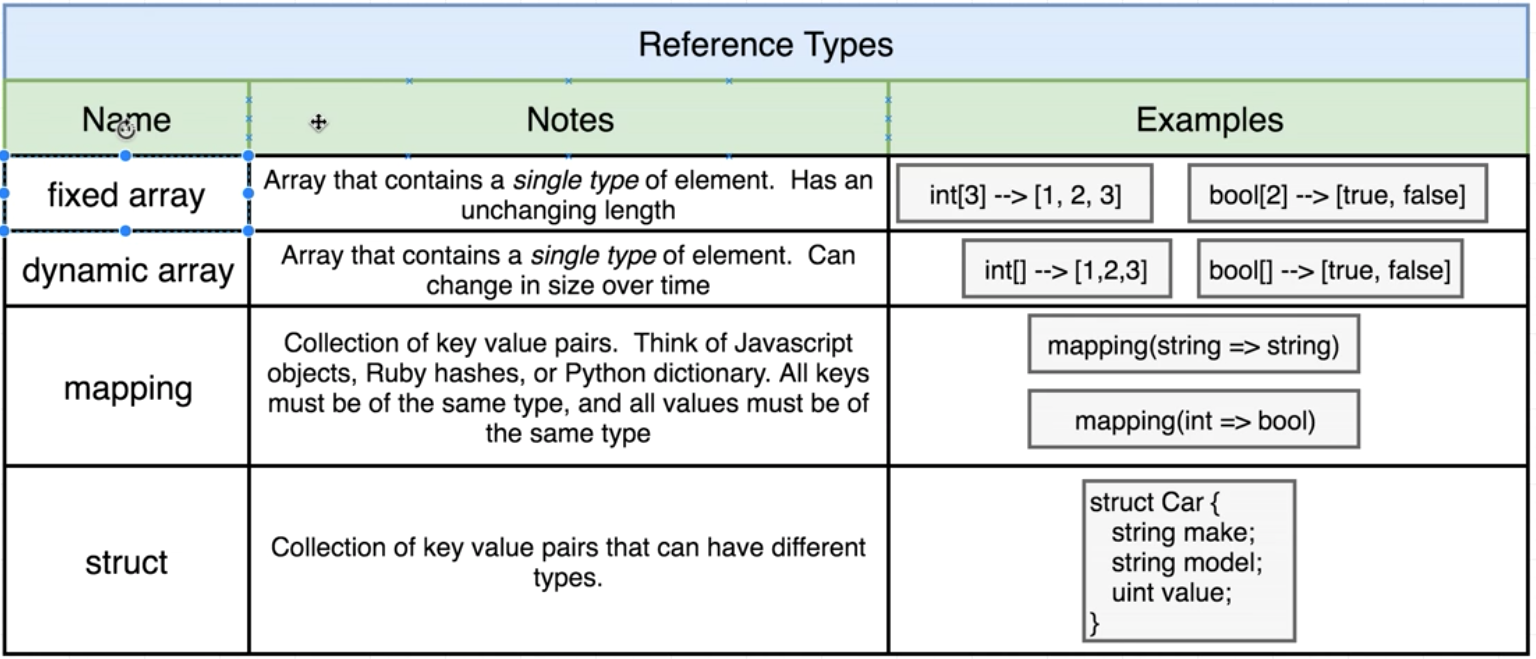 Reference Types
Name
Notes
Examples
fixed array
Array that contains a single type of element.  Has an
unchanging length
int[3] --> [1, 2, 3]
bool[2] --> [true, false]
dynamic array
Array that contains a single type of element.  Can
change in size over time
int[] --> [1,2,3]
bool[] --> [true, false]
mapping
Collection of key value pairs.  Think of Javascript
objects, Ruby hashes, or Python dictionary. All keys
must be of the same type, and all values must be of
the same type
mapping(string => string)
mapping(int => bool)
struct
Collection of key value pairs that can have different
types.
struct Car {
string make;
string model;
uint value;
}